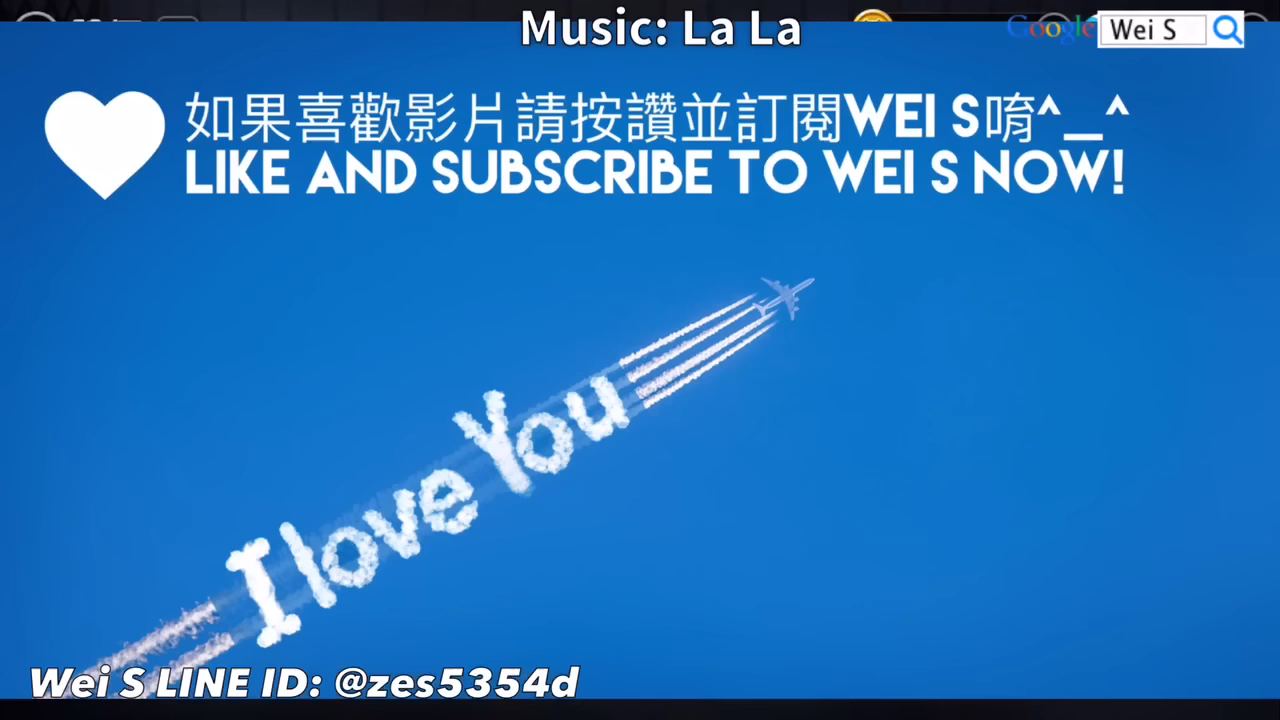 Music: La La
Google
Wei S
如果喜歡影片請按讚並訂閱WEI S唷^_^
LIKE AND SUBSCRIBE TO WEI S NOW!
I love You
Wei S LINE ID: @zes5354d